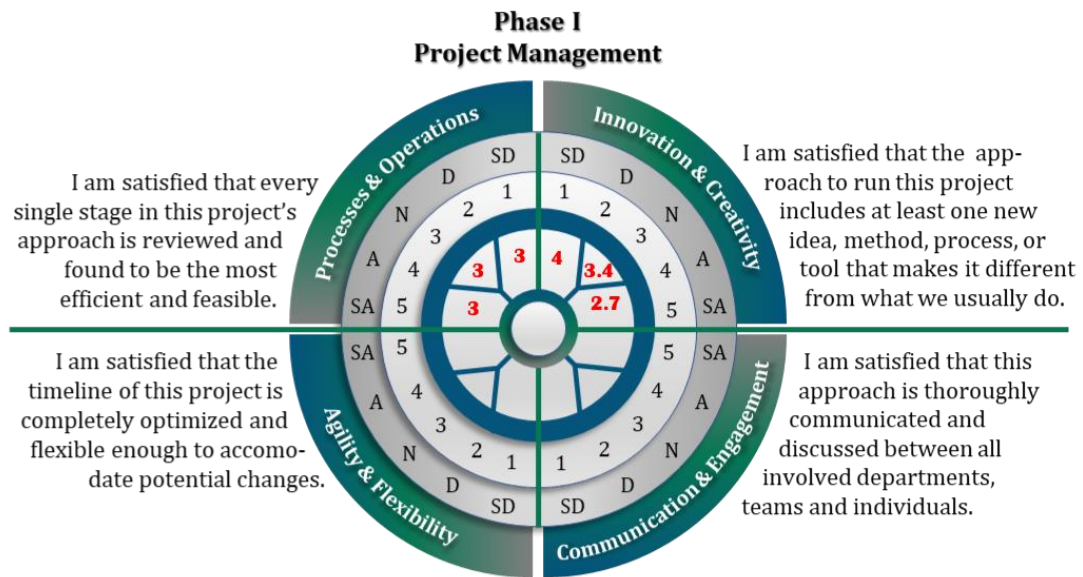 Phase I
Project Management
Processes & Operations
Innovation & Creativity
I am satisfied that every
single stage in this project's
approach is reviewed and
found to be the most
efficient and feasible.
I am satisfied that the app-
roach to run this project
includes at least one new
idea, method, process, or
tool that makes it different
from what we usually do.
SD
D
N
A
SA
1
2
3
4
5
SD
D
N
A
SA
1
2
3
4
5
3
3
3
4
3.4
2.7
I am satisfied that the
timeline of this project is
completely optimized and
flexible enough to accomo-
date potential changes.
I am satisfied that this
approach is thoroughly
communicated and
discussed between all
involved departments,
teams and individuals.
SA
A
N
D
SD
5
4
3
2
1
SA
A
N
D
SD
5
4
3
2
1
Agility & Flexibility
Communication & Engagement